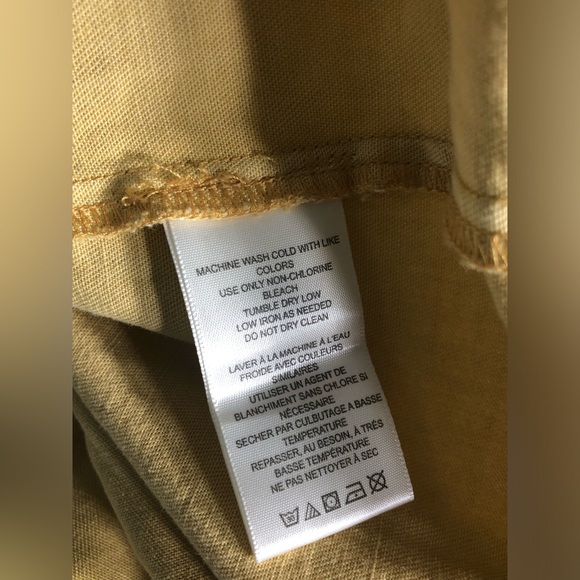 MACHINE WASH COLD WITH LIKE
COLORS
USE ONLY NON-CHLORINE
BLEACH
TUMBLE DRY LOW
LOW IRON AS NEEDED
DO NOT DRY CLEAN
LAVER À LA MACHINE À L'EAU
FROIDE AVEC COULEURS
SIMILAIRES
UTILISER UN AGENT DE
BLANCHIMENT SANS CHLORE SI
NÉCESSAIRE
SECHER PAR CULBUTAGE A BASSE
TEMPERATURE
REPASSER, AU BESOIN, À TRÈS
BASSE TEMPÉRATURE
NE PAS NETTOYER À SEC